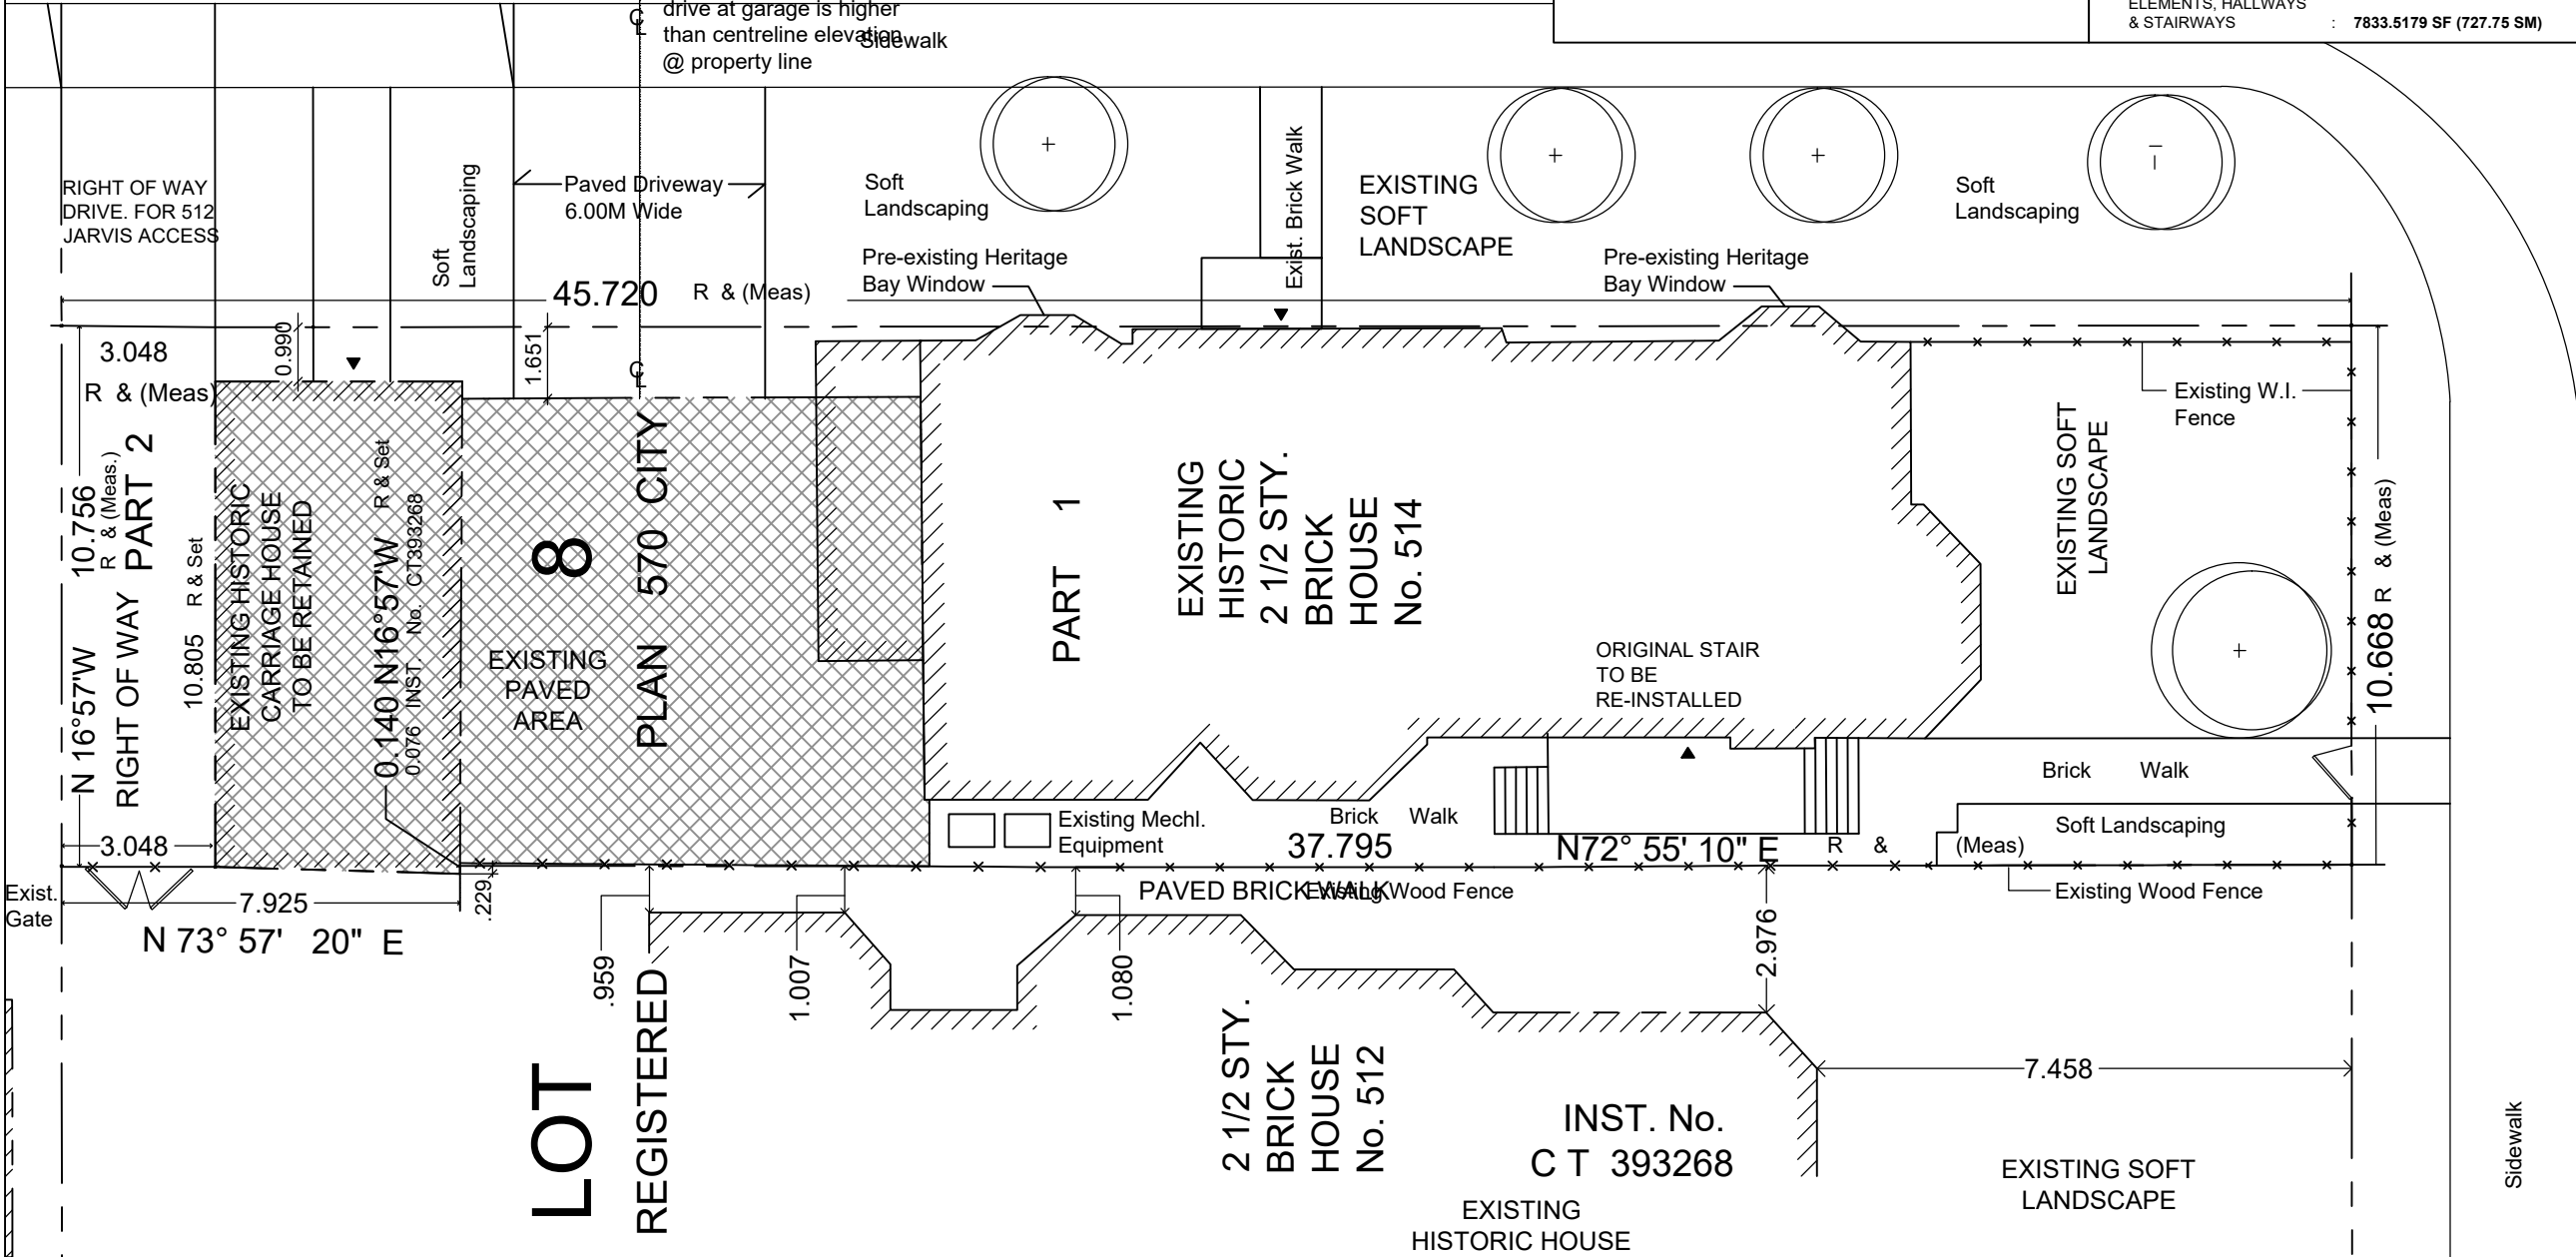 drive at garage is higher
than centreline elevation
@ property line
Sidewalk
ELEMENTS, HALLWAYS
& STAIRWAYS : 7833.5179 SF (727.75 SM)
RIGHT OF WAY
DRIVE. FOR 512
JARVIS ACCESS
Soft
Landscaping
Paved Driveway
6.00M Wide
Soft
Landscaping
Exist. Brick Walk
EXISTING
SOFT
LANDSCAPE
Soft
Landscaping
Pre-existing Heritage
Bay Window
Pre-existing Heritage
Bay Window
45.720 R & (Meas)
3.048
R & (Meas)
0.990
1.651
Existing W.I.
Fence
10.756
R & (Meas.)
N 16°57'W
RIGHT OF WAY PART 2
10.805 R & Set
EXISTING HISTORIC
CARRIAGE HOUSE
TO BE RETAINED
0.140 N16°57'W R & Set
0.076 INST No. CT393268
8
PLAN 570 CITY
EXISTING
PAVED
AREA
PART 1
EXISTING
HISTORIC
2 1/2 STY.
BRICK
HOUSE
No. 514
ORIGINAL STAIR
TO BE
RE-INSTALLED
EXISTING SOFT
LANDSCAPE
10.668 R & (Meas)
Brick Walk
Soft Landscaping
Existing Mechl.
Equipment
Brick Walk
37.795
N72° 55' 10" E R & (Meas)
3.048
Exist.
Gate
7.925
N 73° 57' 20" E
.229
PAVED BRICK WALK
Existing Wood Fence
Existing Wood Fence
.959
1.007
1.080
2.976
7.458
LOT
REGISTERED
2 1/2 STY.
BRICK
HOUSE
No. 512
INST. No.
C T 393268
EXISTING
HISTORIC HOUSE
EXISTING SOFT
LANDSCAPE
Sidewalk